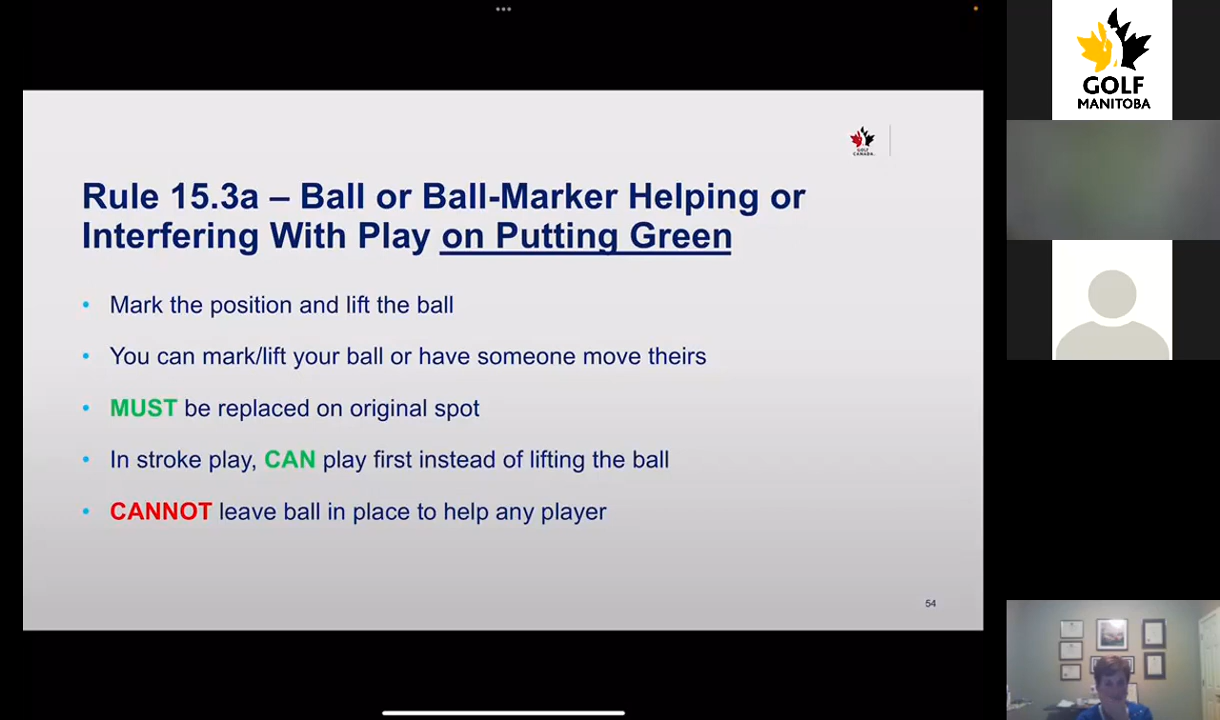 GOLF
MANITOBA
GOLF
CANADA
Rule 15.3a – Ball or Ball-Marker Helping or
Interfering With Play on Putting Green
• Mark the position and lift the ball
• You can mark/lift your ball or have someone move theirs
• MUST be replaced on original spot
• In stroke play, CAN play first instead of lifting the ball
• CANNOT leave ball in place to help any player
54